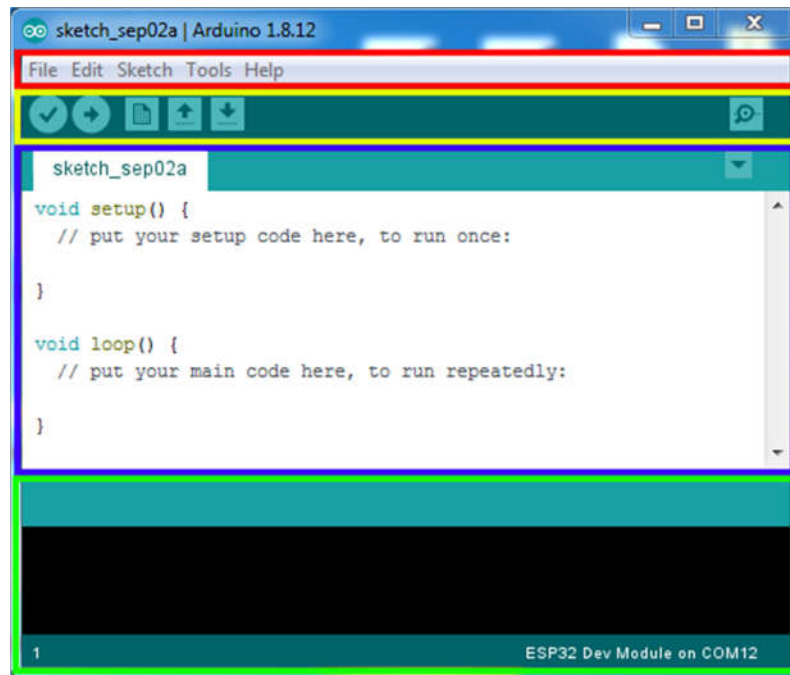 sketch_sep02a | Arduino 1.8.12
File Edit Sketch Tools Help
sketch_sep02a
void setup() {
  // put your setup code here, to run once:
}
void loop() {
  // put your main code here, to run repeatedly:
}
1 ESP32 Dev Module on COM12